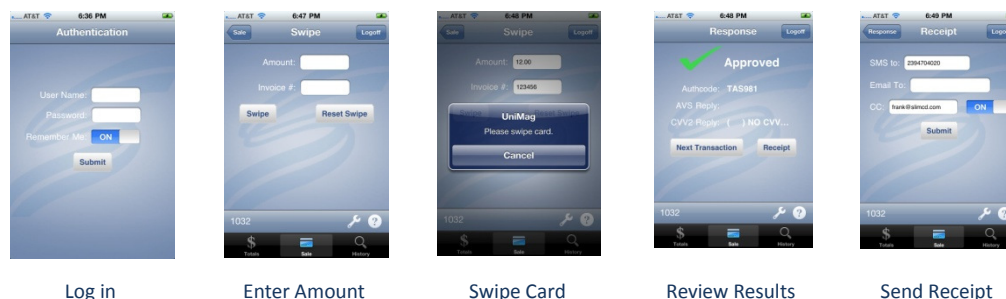 AT&T 6:36 PM
Authentication
User Name:
Password:
Remember Me: ON
Submit
Log in
AT&T 6:47 PM
Sale Swipe Logoff
Amount:
Invoice #:
Swipe Reset Swipe
1032
Totals Sale History
Enter Amount
AT&T 6:48 PM
Sale Swipe Logoff
Amount: 12.00
Invoice #: 123456
UniMag
Please swipe card.
Cancel
1032
Totals Sale History
Swipe Card
AT&T 6:48 PM
Response Logoff
Approved
Authcode: TAS981
AVS Reply:
CVV2 Reply: ( ) NO CVV...
Next Transaction Receipt
1032
Totals Sale History
Review Results
AT&T 6:49 PM
Response Receipt Logo
SMS to: 2394704020
Email To:
CC: frank@slimcd.com ON
Submit
1032
Totals Sale History
Send Receipt